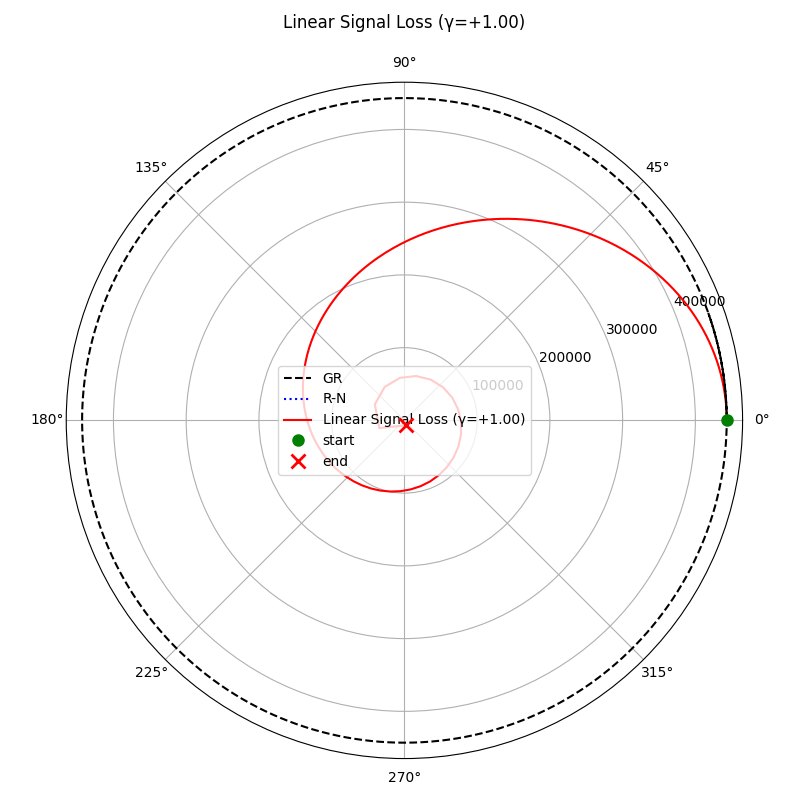 Linear Signal Loss (γ=+1.00)
90°
135°
45°
400000
300000
200000
100000
GR
R-N
180°
Linear Signal Loss (γ=+1.00)
0°
start
end
225°
315°
270°